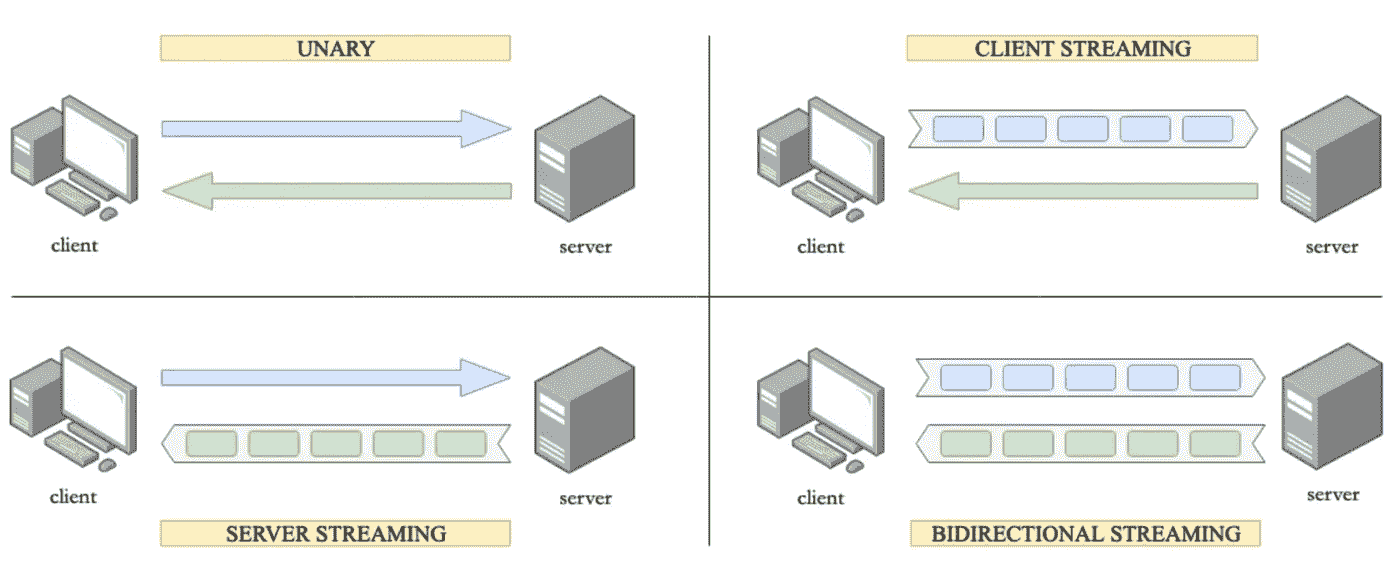 UNARY
client
server
CLIENT STREAMING
client
server
client
server
SERVER STREAMING
client
server
BIDIRECTIONAL STREAMING